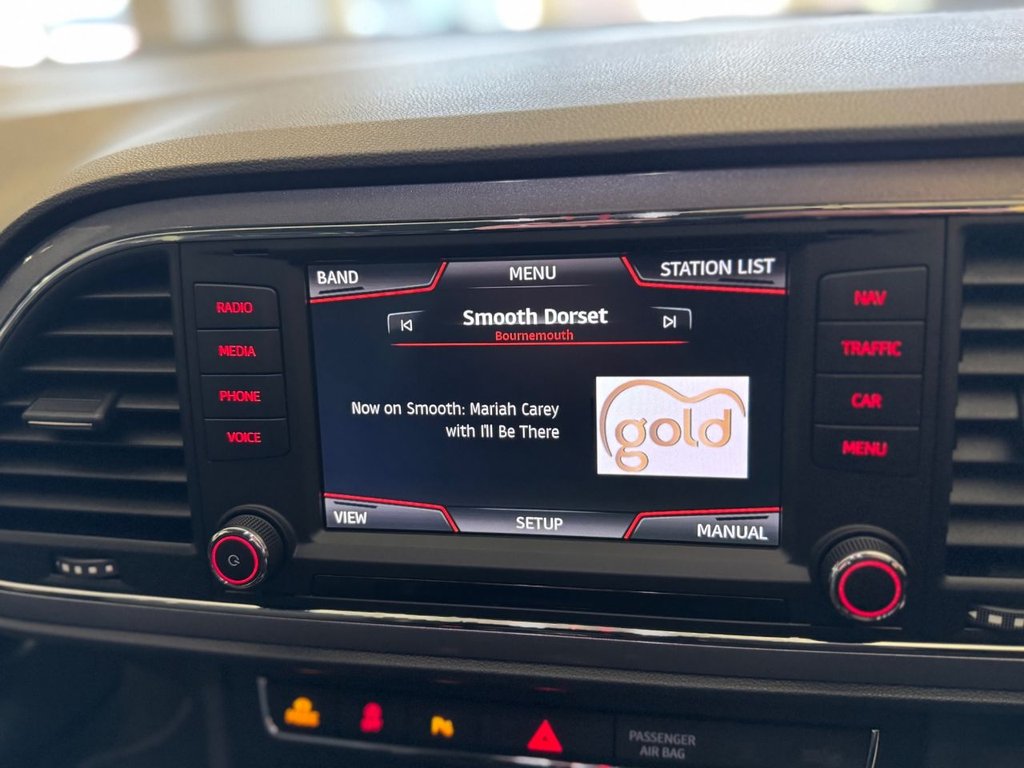 BAND
MENU
STATION LIST
Smooth Dorset
Bournemouth
Now on Smooth: Mariah Carey
with I'll Be There
gold
VIEW
SETUP
MANUAL
RADIO
MEDIA
PHONE
VOICE
NAV
TRAFFIC
CAR
MENU
PASSENGER
AIR BAG